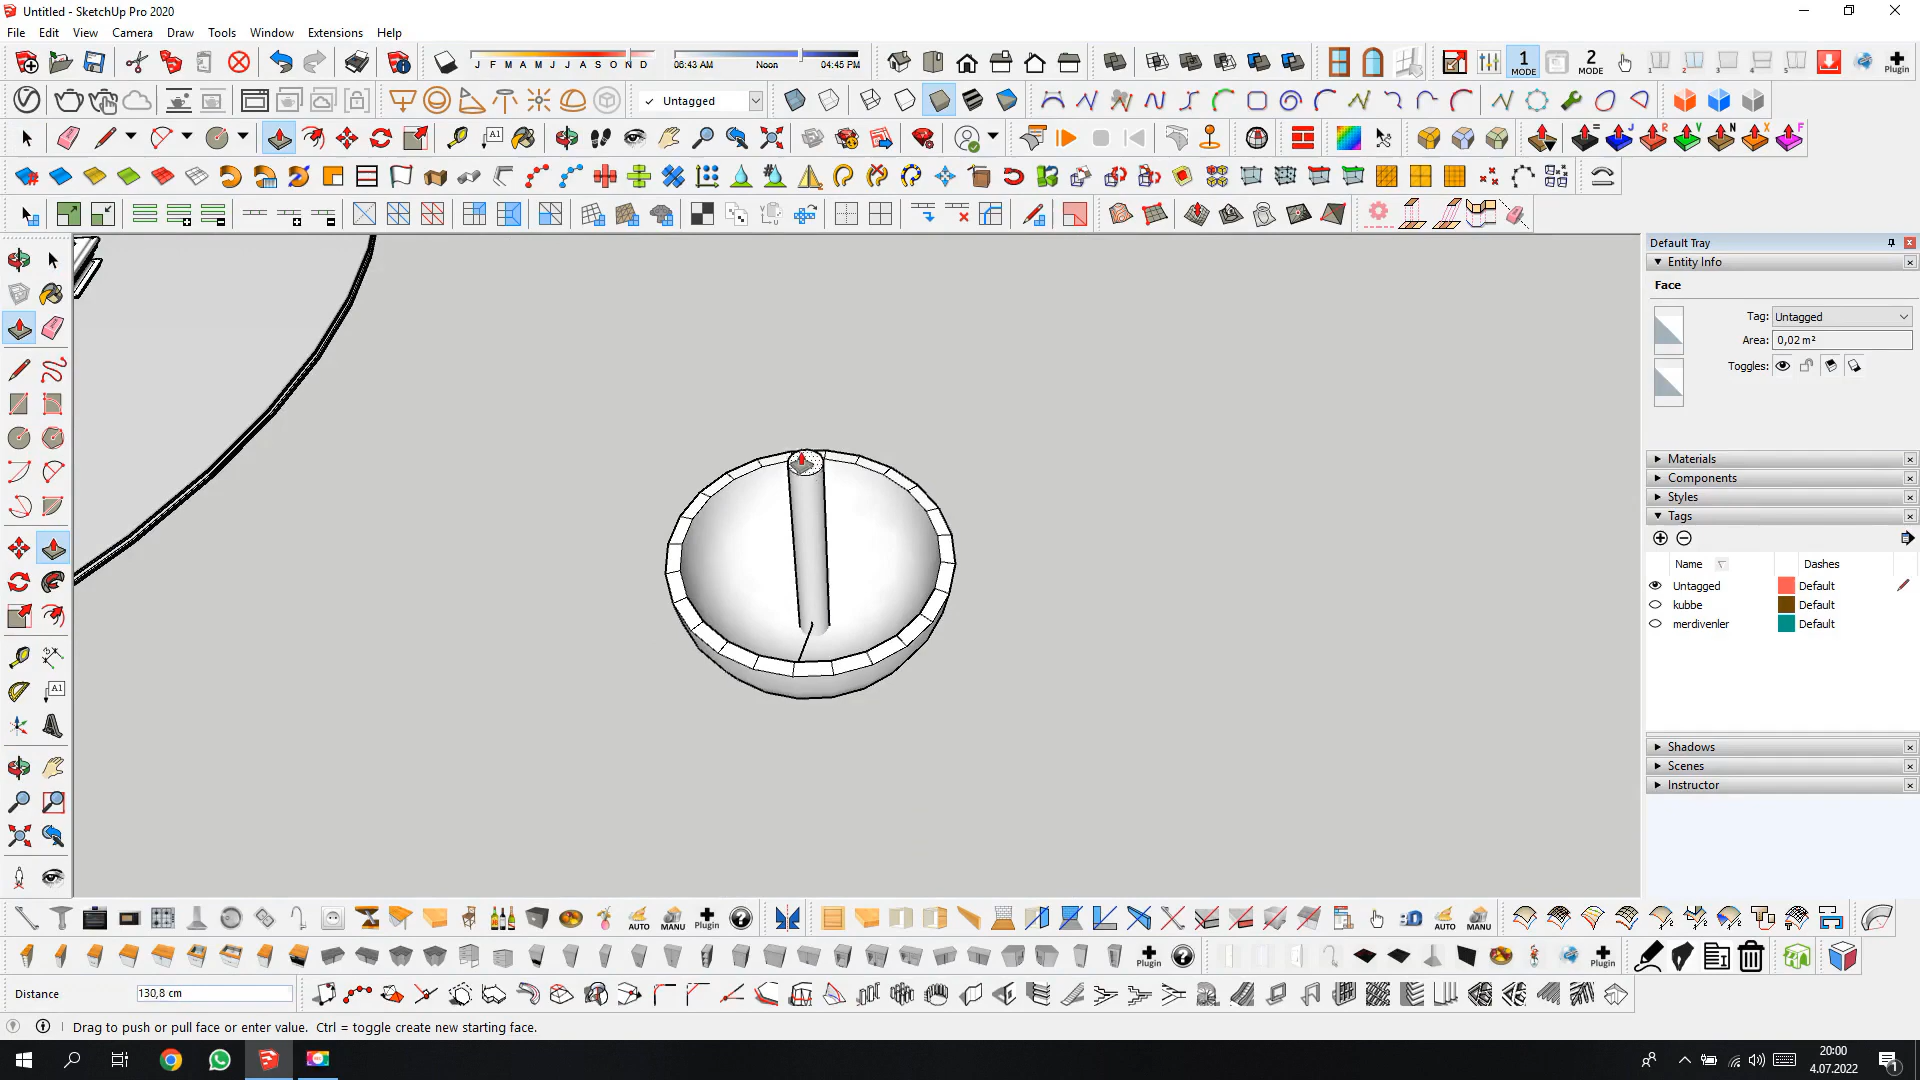 Untitled - SketchUp Pro 2020
File Edit View Camera Draw Tools Window Extensions Help
J F M A M J J A S O N D
06:43 AM Noon 04:45 PM
1 MODE 2 MODE Plugin
Untagged
A1
Default Tray
Entity Info
Face
Tag: Untagged
Area: 0,02 m²
Toggles:
Materials
Components
Styles
Tags
Name Dashes
Untagged Default
kubbe Default
merdivenler Default
A1
Shadows
Scenes
Instructor
AUTO MANU Plugin AUTO MANU
Plugin Plugin
Distance 130,8 cm
Drag to push or pull face or enter value. Ctrl = toggle create new starting face.
20:00
4.07.2022
1